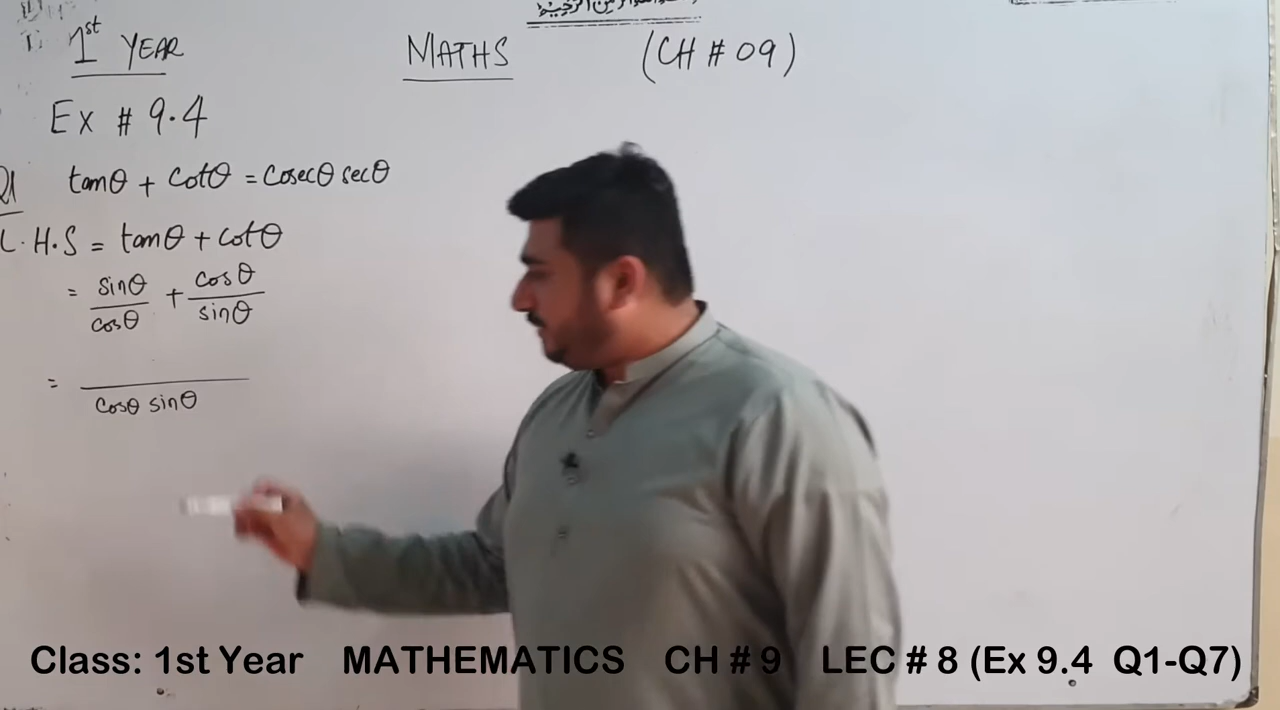 1st YEAR MATHS (CH # 09)
Ex # 9.4
Q1 tanθ + cotθ = cosecθ secθ
L.H.S = tanθ + cotθ
= sinθ/cosθ + cosθ/sinθ
= /cosθ sinθ
Class: 1st Year MATHEMATICS CH # 9 LEC # 8 (Ex 9.4 Q1-Q7)